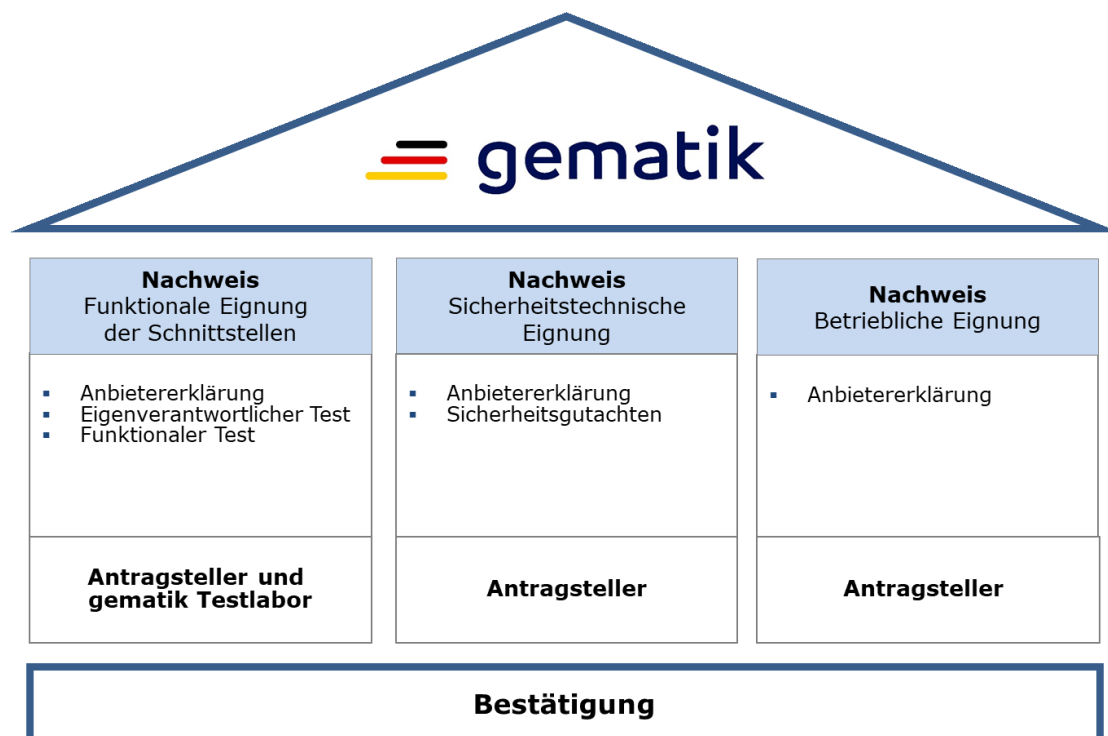 gematik
Nachweis
Funktionale Eignung
der Schnittstellen
▪ Anbietererklärung
▪ Eigenverantwortlicher Test
▪ Funktionaler Test
Antragsteller und
gematik Testlabor
Nachweis
Sicherheitstechnische
Eignung
▪ Anbietererklärung
▪ Sicherheitsgutachten
Antragsteller
Nachweis
Betriebliche Eignung
▪ Anbietererklärung
Antragsteller
Bestätigung